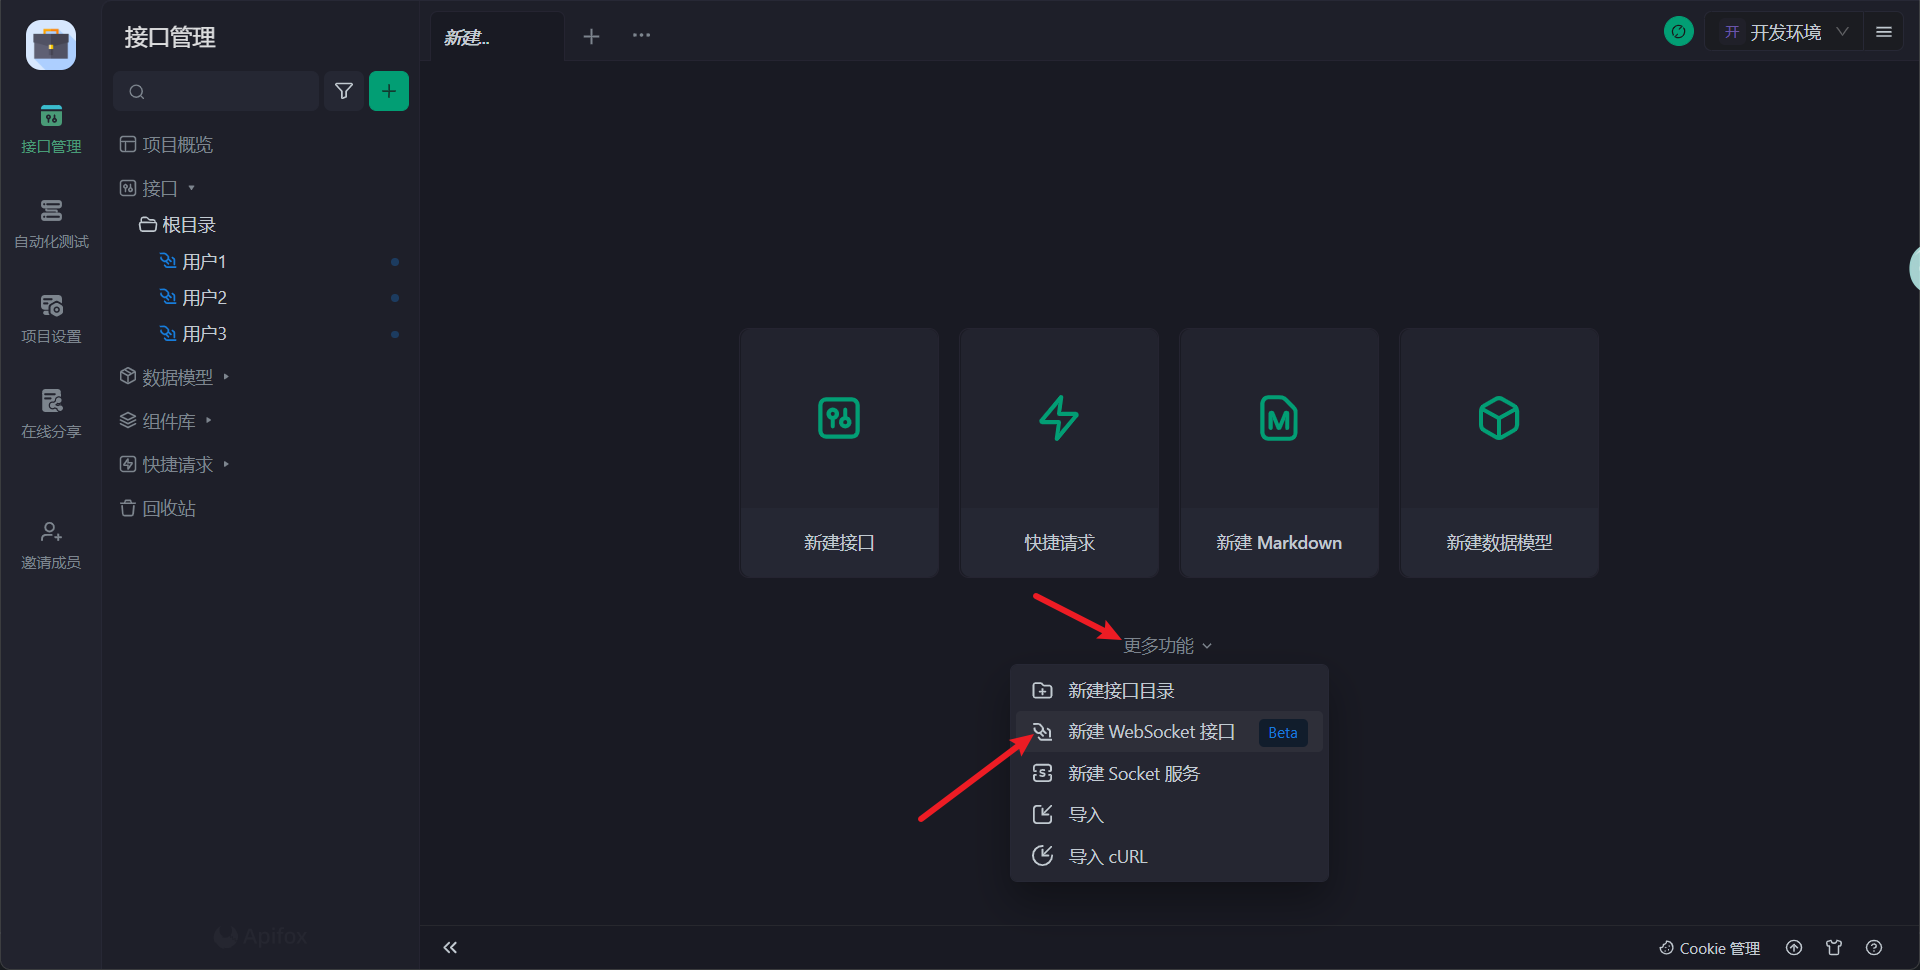 接口管理
新建...
开
开发环境
接口管理
自动化测试
项目设置
在线分享
邀请成员
项目概览
接口
根目录
用户1
用户2
用户3
数据模型
组件库
快捷请求
回收站
新建接口
快捷请求
新建 Markdown
新建数据模型
更多功能
新建接口目录
新建 WebSocket 接口 Beta
新建 Socket 服务
导入
导入 cURL
Apifox
Cookie 管理